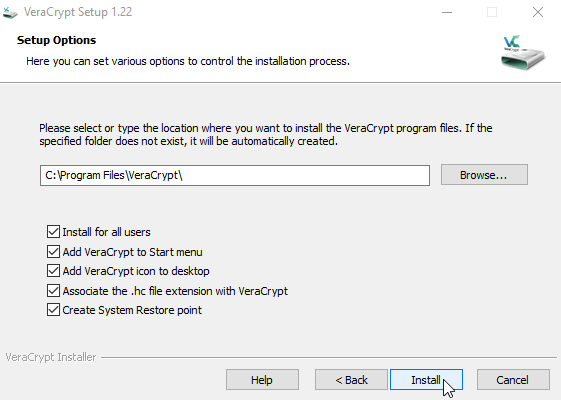 VeraCrypt Setup 1.22
Setup Options
Here you can set various options to control the installation process.
VC
Please select or type the location where you want to install the VeraCrypt program files. If the
specified folder does not exist, it will be automatically created.
C:\Program Files\VeraCrypt\
Browse...
Install for all users
Add VeraCrypt to Start menu
Add VeraCrypt icon to desktop
Associate the .hc file extension with VeraCrypt
Create System Restore point
VeraCrypt Installer
Help
< Back
Install
Cancel